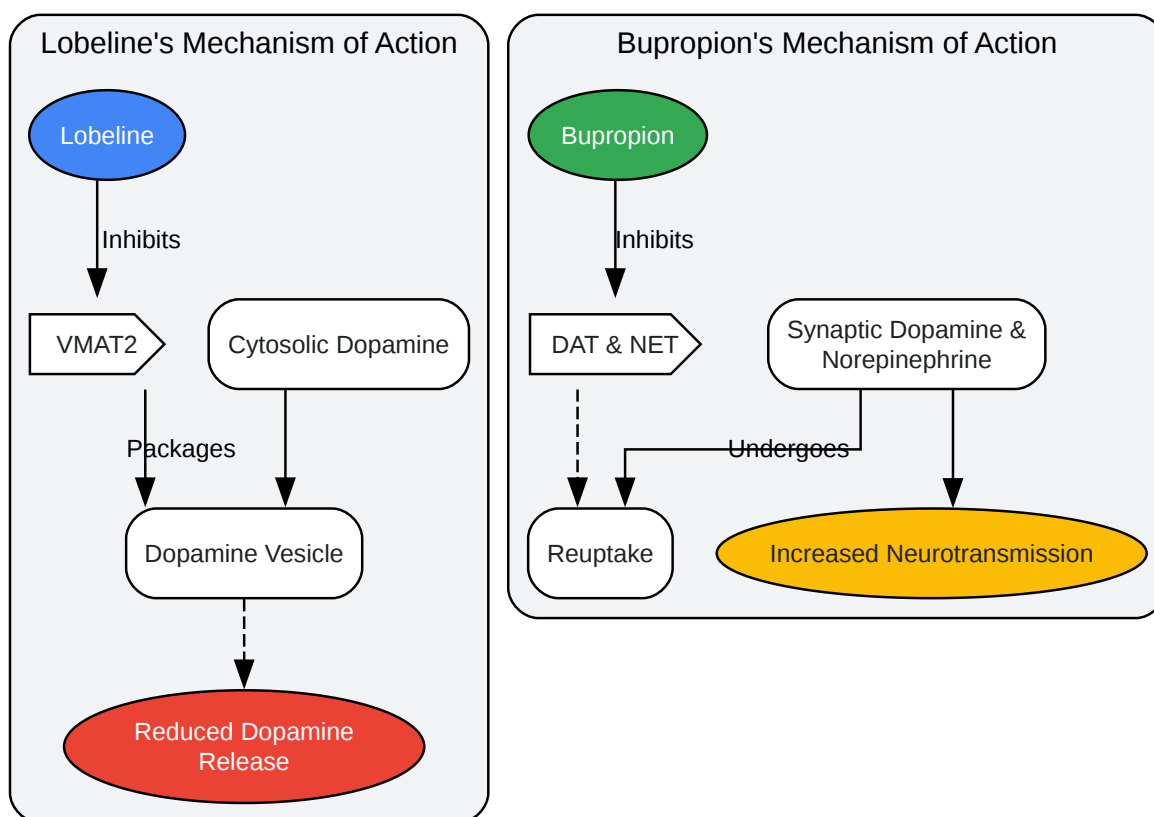 Lobeline's Mechanism of Action
Lobeline
Inhibits
VMAT2
Cytosolic Dopamine
Packages
Dopamine Vesicle
Reduced Dopamine
Release
Bupropion's Mechanism of Action
Bupropion
Inhibits
DAT & NET
Synaptic Dopamine &
Norepinephrine
Undergoes
Reuptake
Increased Neurotransmission